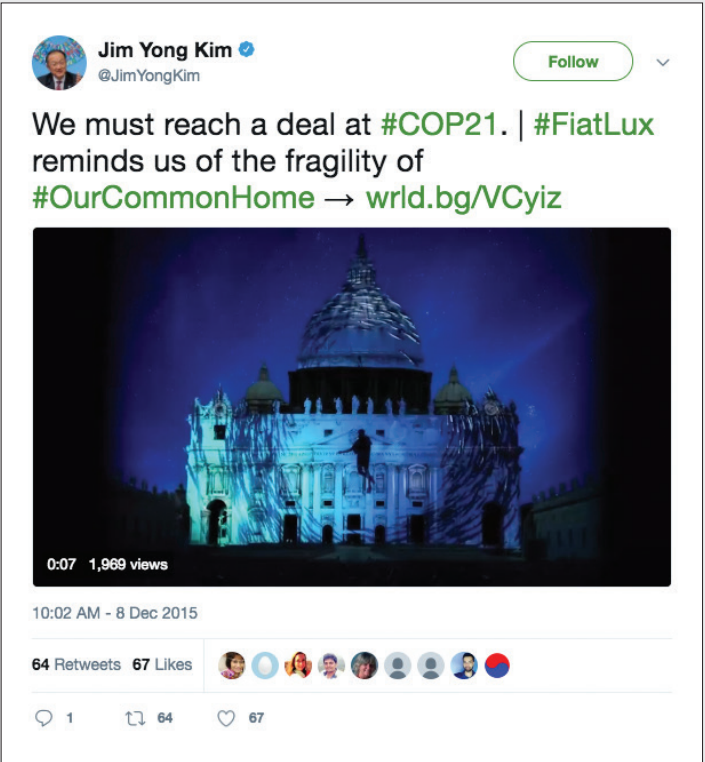 Jim Yong Kim
@JimYongKim
Follow
We must reach a deal at #COP21. | #FiatLux
reminds us of the fragility of
#OurCommonHome → wrld.bg/VCyiz
0:07 1,969 views
10:02 AM - 8 Dec 2015
64 Retweets 67 Likes
1 64 67